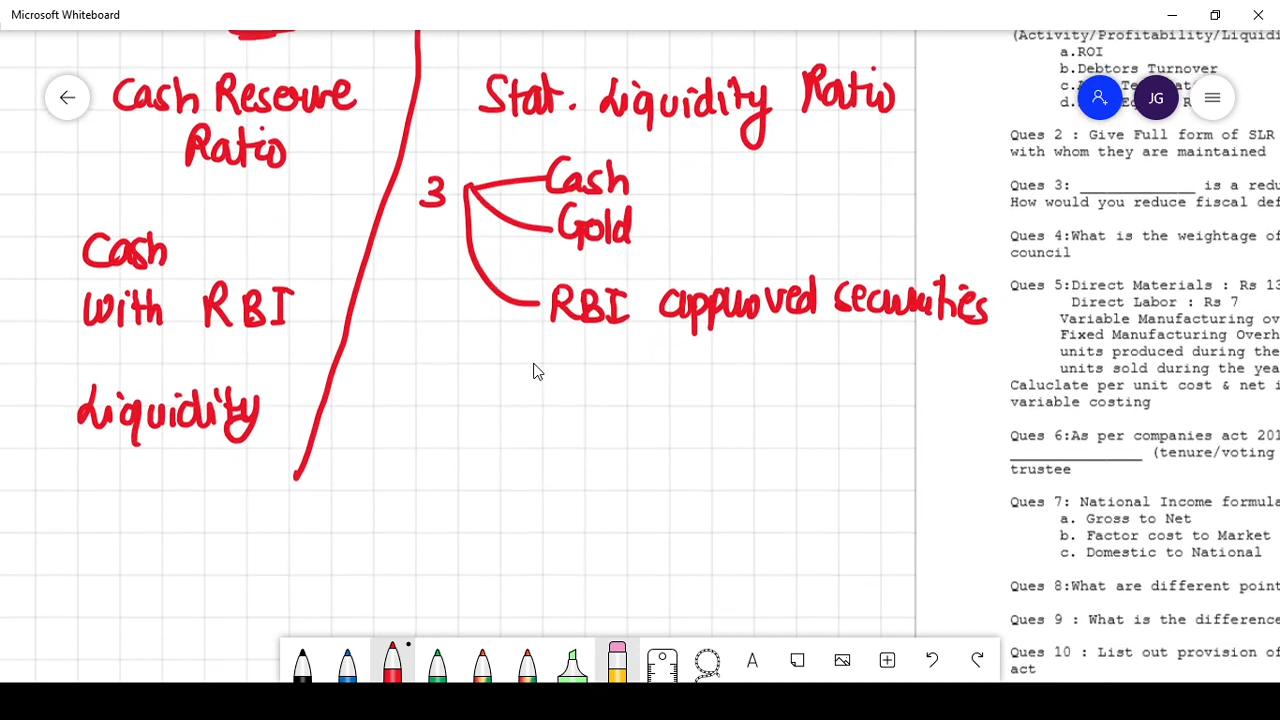 Microsoft Whiteboard
Cash Reserve
Ratio
Cash
With RBI
Liquidity
Stat. Liquidity Ratio
3
Cash
Gold
RBI approved securities
JG
A
(Activity/Profitability/Liquidi
a.ROI
b.Debtors Turnover
Ques 2 : Give Full form of SLR
with whom they are maintained
Ques 3: ______________ is a redu
How would you reduce fiscal def
Ques 4:What is the weightage of
council
Ques 5:Direct Materials : Rs 13
Direct Labor : Rs 7
Variable Manufacturing ov
Fixed Manufacturing Overh
units produced during the
units sold during the yea
Caluclate per unit cost & net i
variable costing
Ques 6:As per companies act 201
________________ (tenure/voting
trustee
Ques 7: National Income formula
a. Gross to Net
b. Factor cost to Market
c. Domestic to National
Ques 8:What are different point
Ques 9 : What is the difference
Ques 10 : List out provision of
act